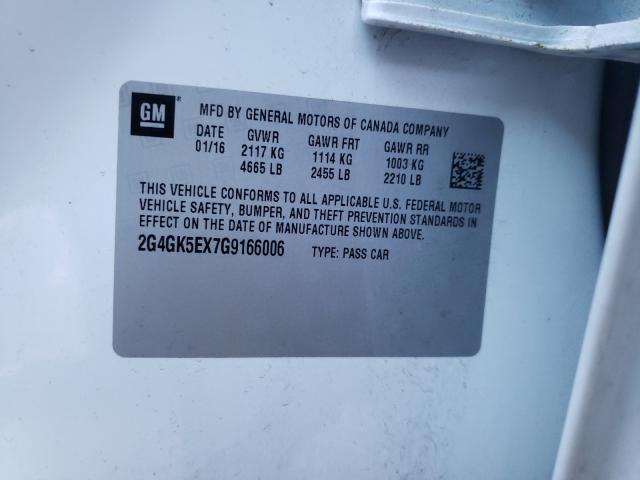 GM ®
MFD BY GENERAL MOTORS OF CANADA COMPANY
DATE GVWR GAWR FRT GAWR RR
01/16 2117 KG 1114 KG 1003 KG
4665 LB 2455 LB 2210 LB
THIS VEHICLE CONFORMS TO ALL APPLICABLE U.S. FEDERAL MOTOR
VEHICLE SAFETY, BUMPER, AND THEFT PREVENTION STANDARDS IN
EFFECT ON THE DATE OF MANUFACTURE SHOWN ABOVE.
2G4GK5EX7G9166006 TYPE: PASS CAR